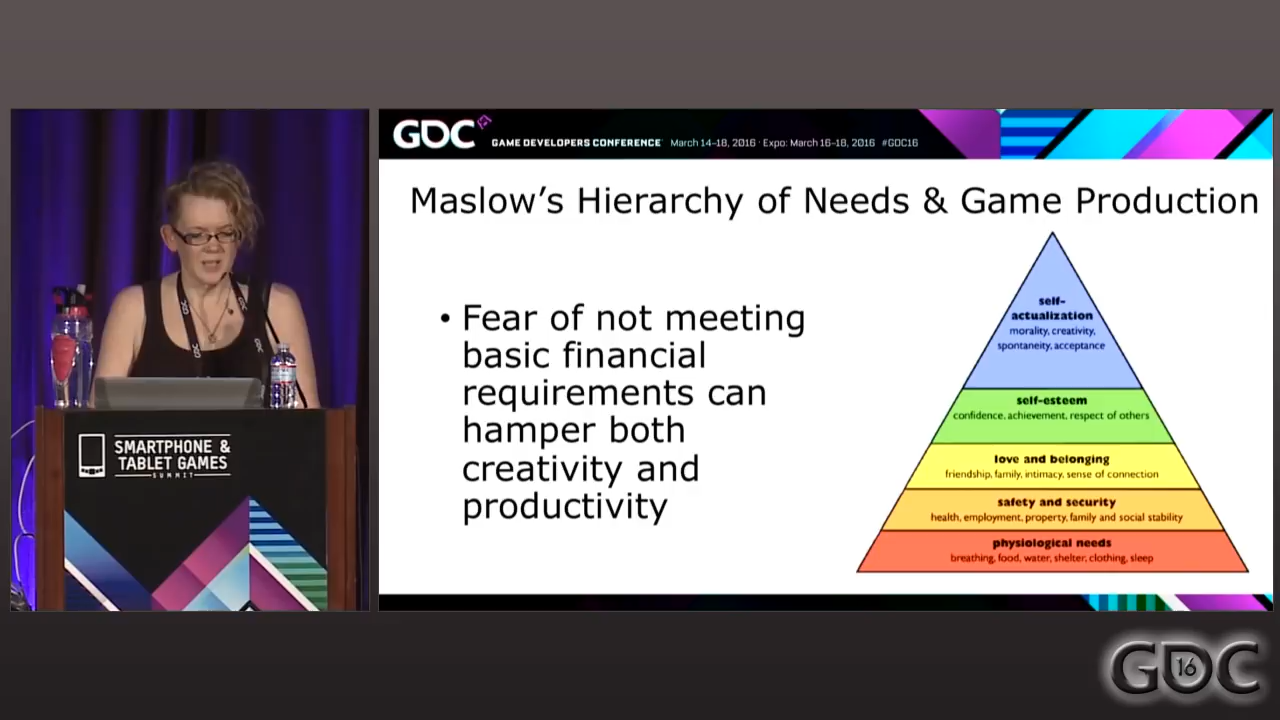 GDC
GAME DEVELOPERS CONFERENCE March 14-18, 2016 · Expo: March 16-18, 2016 #GDC16
Maslow's Hierarchy of Needs & Game Production
• Fear of not meeting
basic financial
requirements can
hamper both
creativity and
productivity
self-
actualization
morality, creativity,
spontaneity, acceptance
self-esteem
confidence, achievement, respect of others
love and belonging
friendship, family, intimacy, sense of connection
safety and security
health, employment, property, family and social stability
physiological needs
breathing, food, water, shelter, clothing, sleep
SMARTPHONE &
TABLET GAMES
SUMMIT
GDC 16